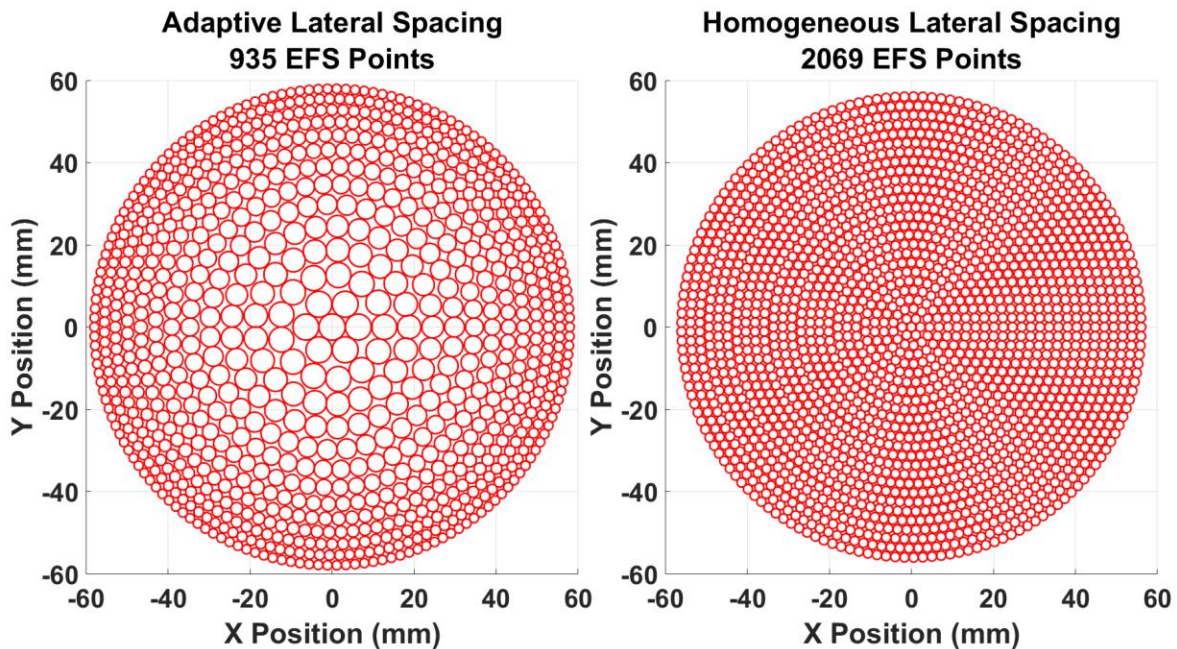 Adaptive Lateral Spacing
935 EFS Points
60
40
20
0
-20
-40
-60
-60 -40 -20 0 20 40 60
Y Position (mm)
X Position (mm)
Homogeneous Lateral Spacing
2069 EFS Points
60
40
20
0
-20
-40
-60
-60 -40 -20 0 20 40 60
Y Position (mm)
X Position (mm)